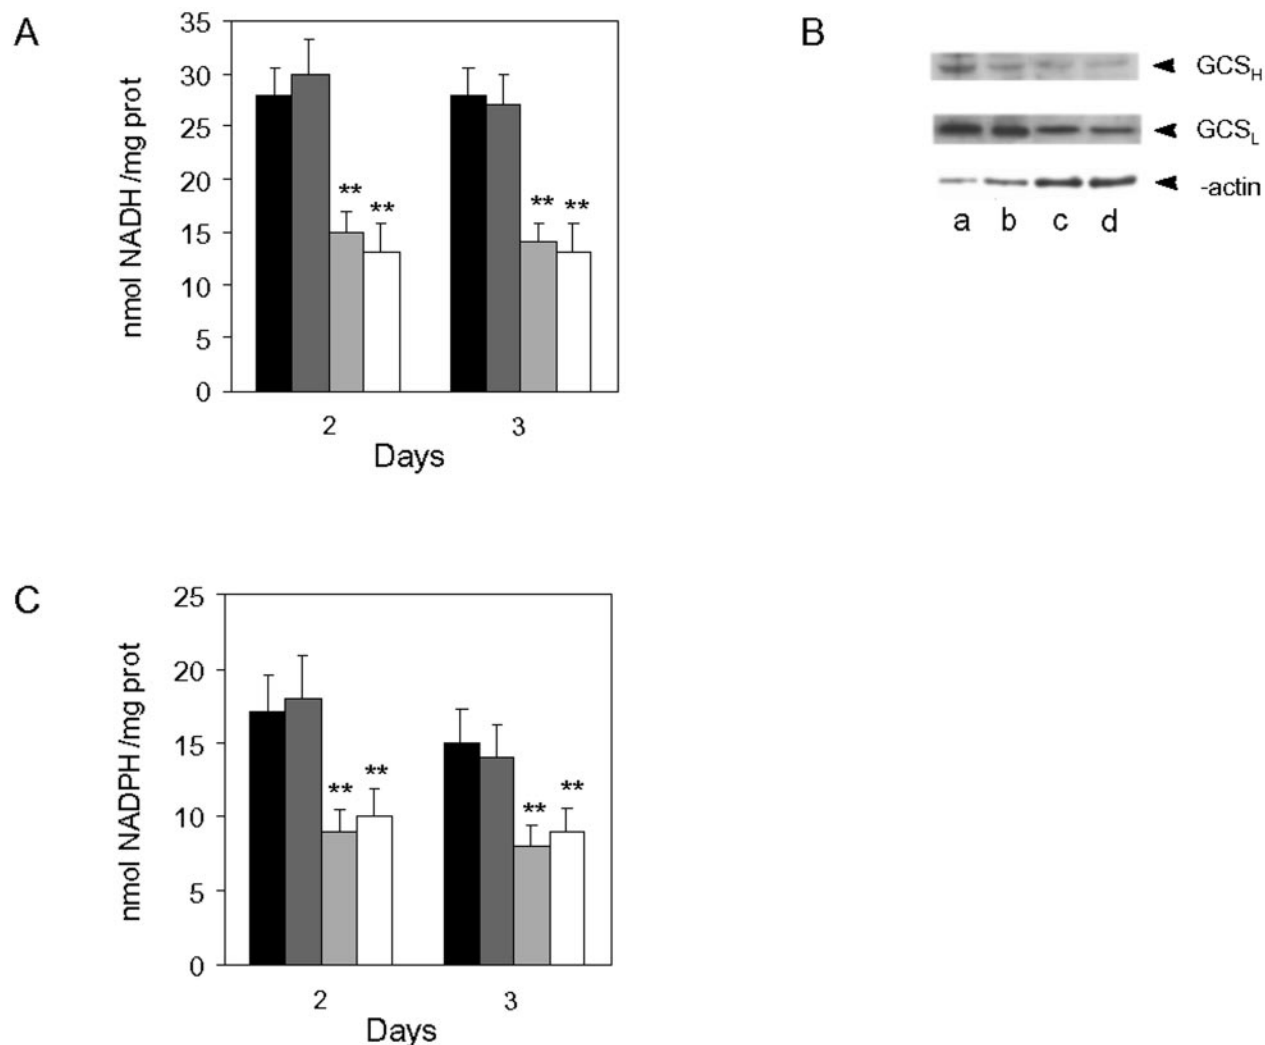 A
35
30
25
20
15
10
5
0
nmol NADH /mg prot
** ** ** **
2 3
Days
B
GCSH
GCSL
-actin
a b c d
C
25
20
15
10
5
0
nmol NADPH /mg prot
** ** ** **
2 3
Days